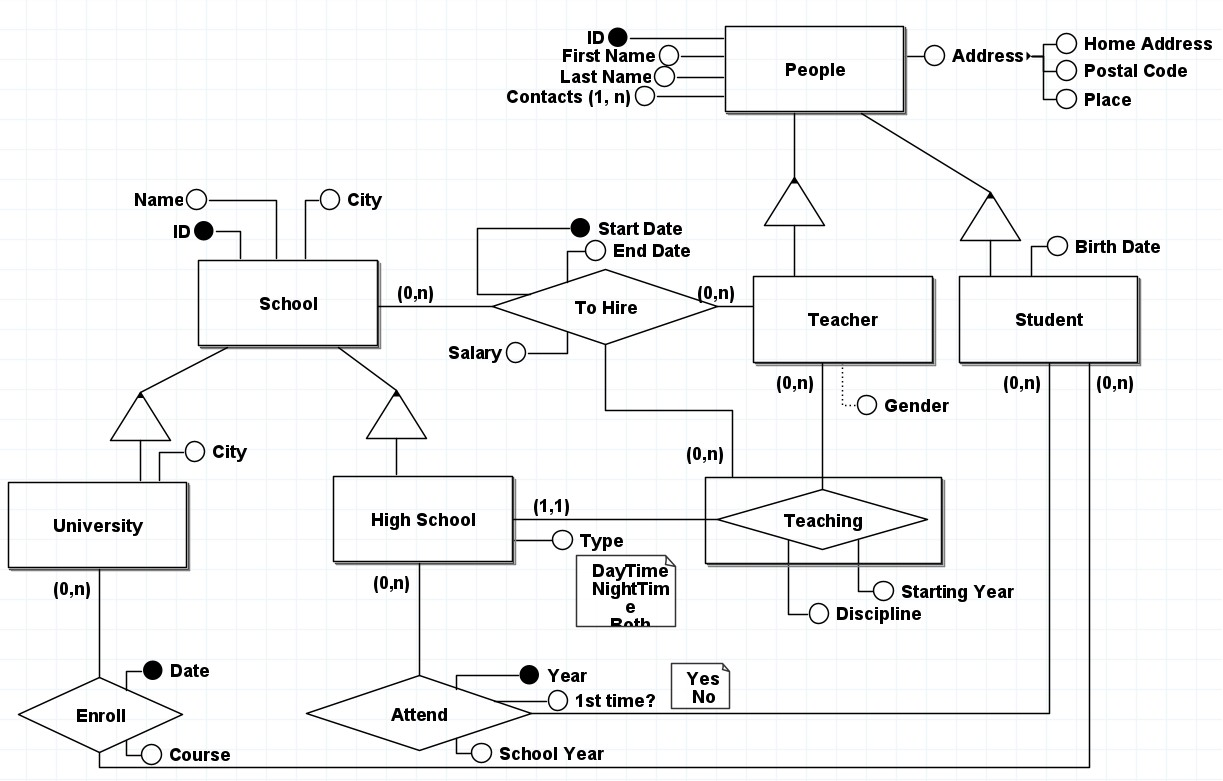 ID
First Name
Last Name
Contacts (1, n)
People
Address
Home Address
Postal Code
Place
Name
ID
City
School
(0,n)
Start Date
End Date
To Hire
Salary
(0,n)
Teacher
Birth Date
Student
(0,n)
Gender
(0,n)
(0,n)
City
University
High School
(0,n)
(1,1)
Teaching
Type
DayTime
NightTim
e
Both
Starting Year
Discipline
(0,n)
(0,n)
Date
Enroll
Course
Attend
Year
1st time?
School Year
Yes
No